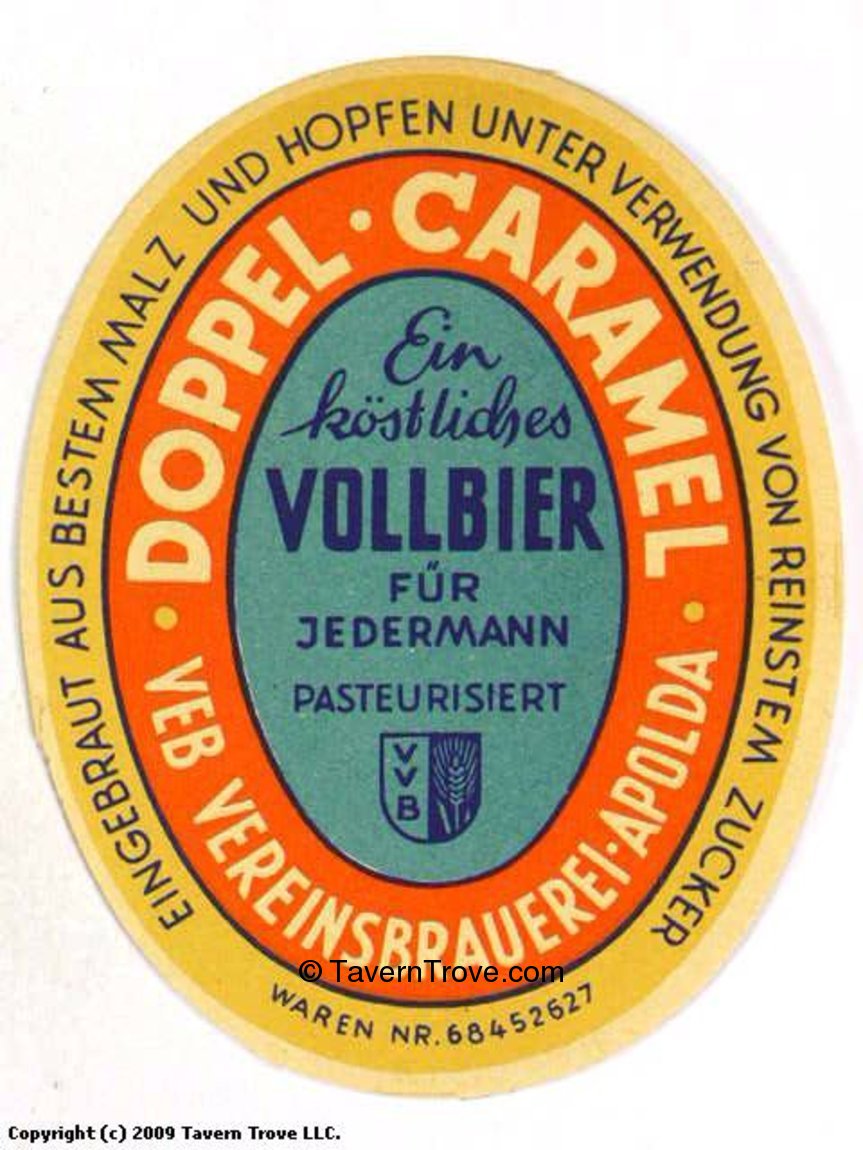 EINGEBRAUT AUS BESTEM MALZ UND HOPFEN UNTER VERWENDUNG VON REINSTEM ZUCKER
DOPPEL · CARAMEL
Ein
köstliches
VOLLBIER
FÜR
JEDERMANN
PASTEURISIERT
V
V
B
· VEB VEREINSBRAUEREI·APOLDA ·
© TavernTrove.com
WAREN NR. 68452627
Copyright (c) 2009 Tavern Trove LLC.